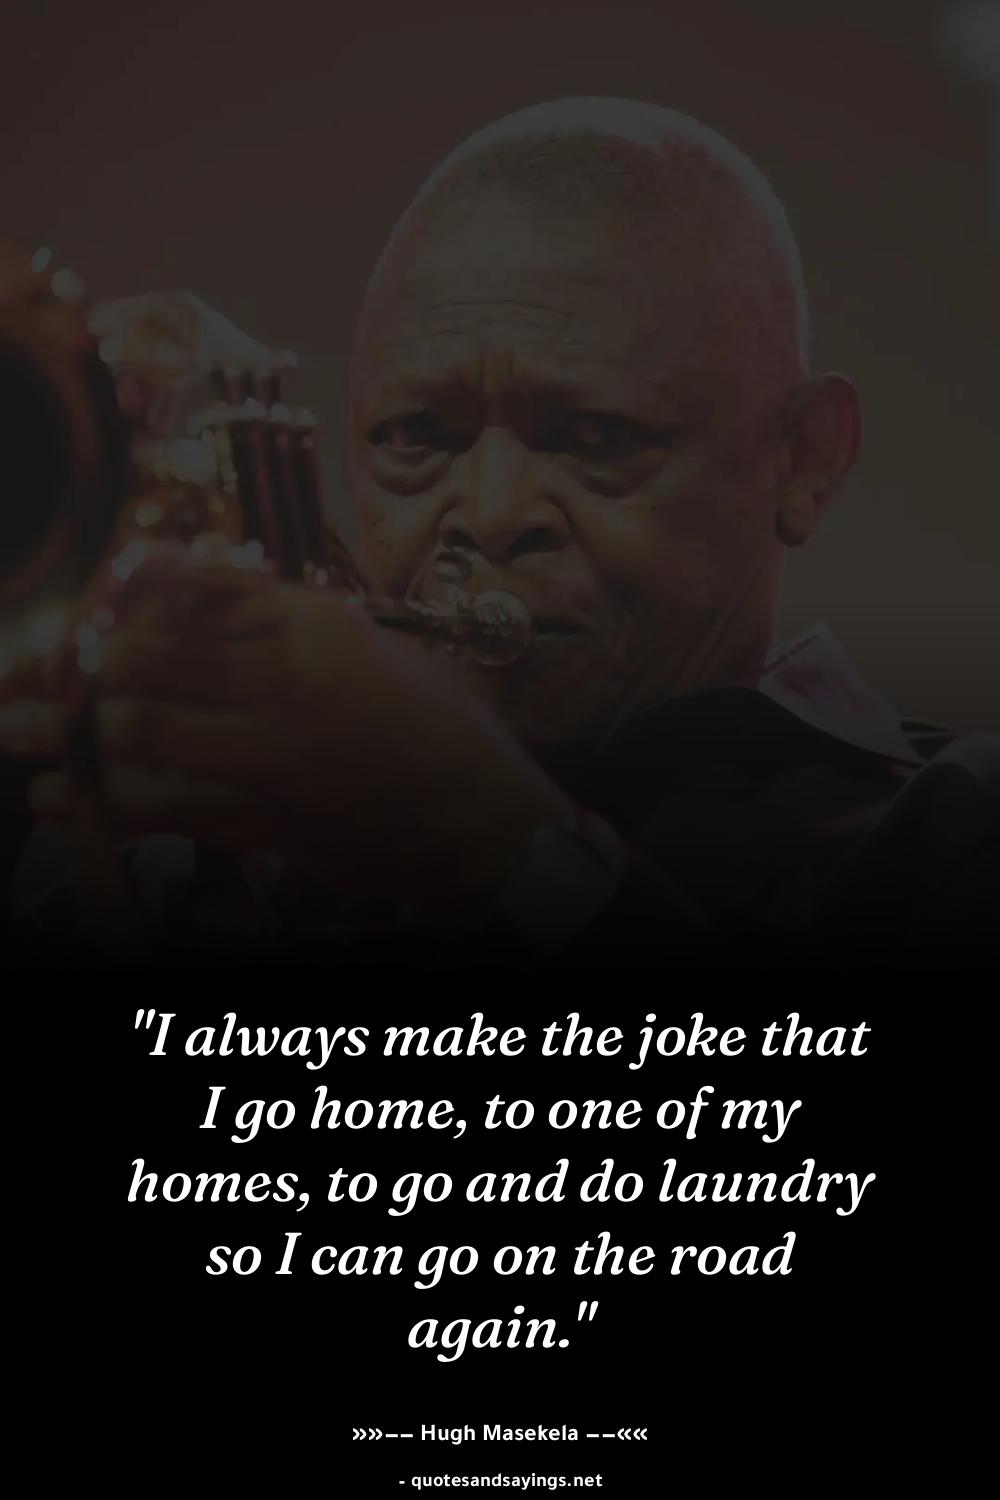 "I always make the joke that
I go home, to one of my
homes, to go and do laundry
so I can go on the road
again."
»»–– Hugh Masekela ––««
- quotesandsayings.net